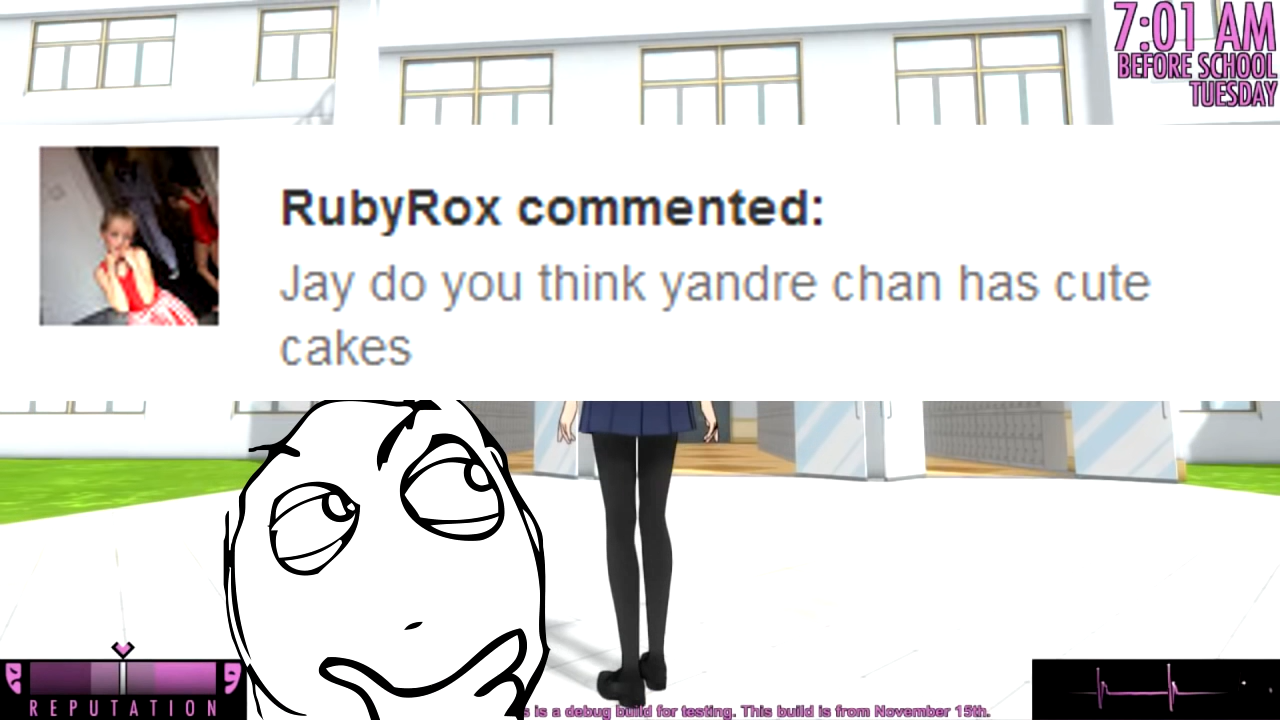 7:01 AM
BEFORE SCHOOL
TUESDAY
RubyRox commented:
Jay do you think yandre chan has cute
cakes
REPUTATION
s is a debug build for testing. This build is from November 15th.